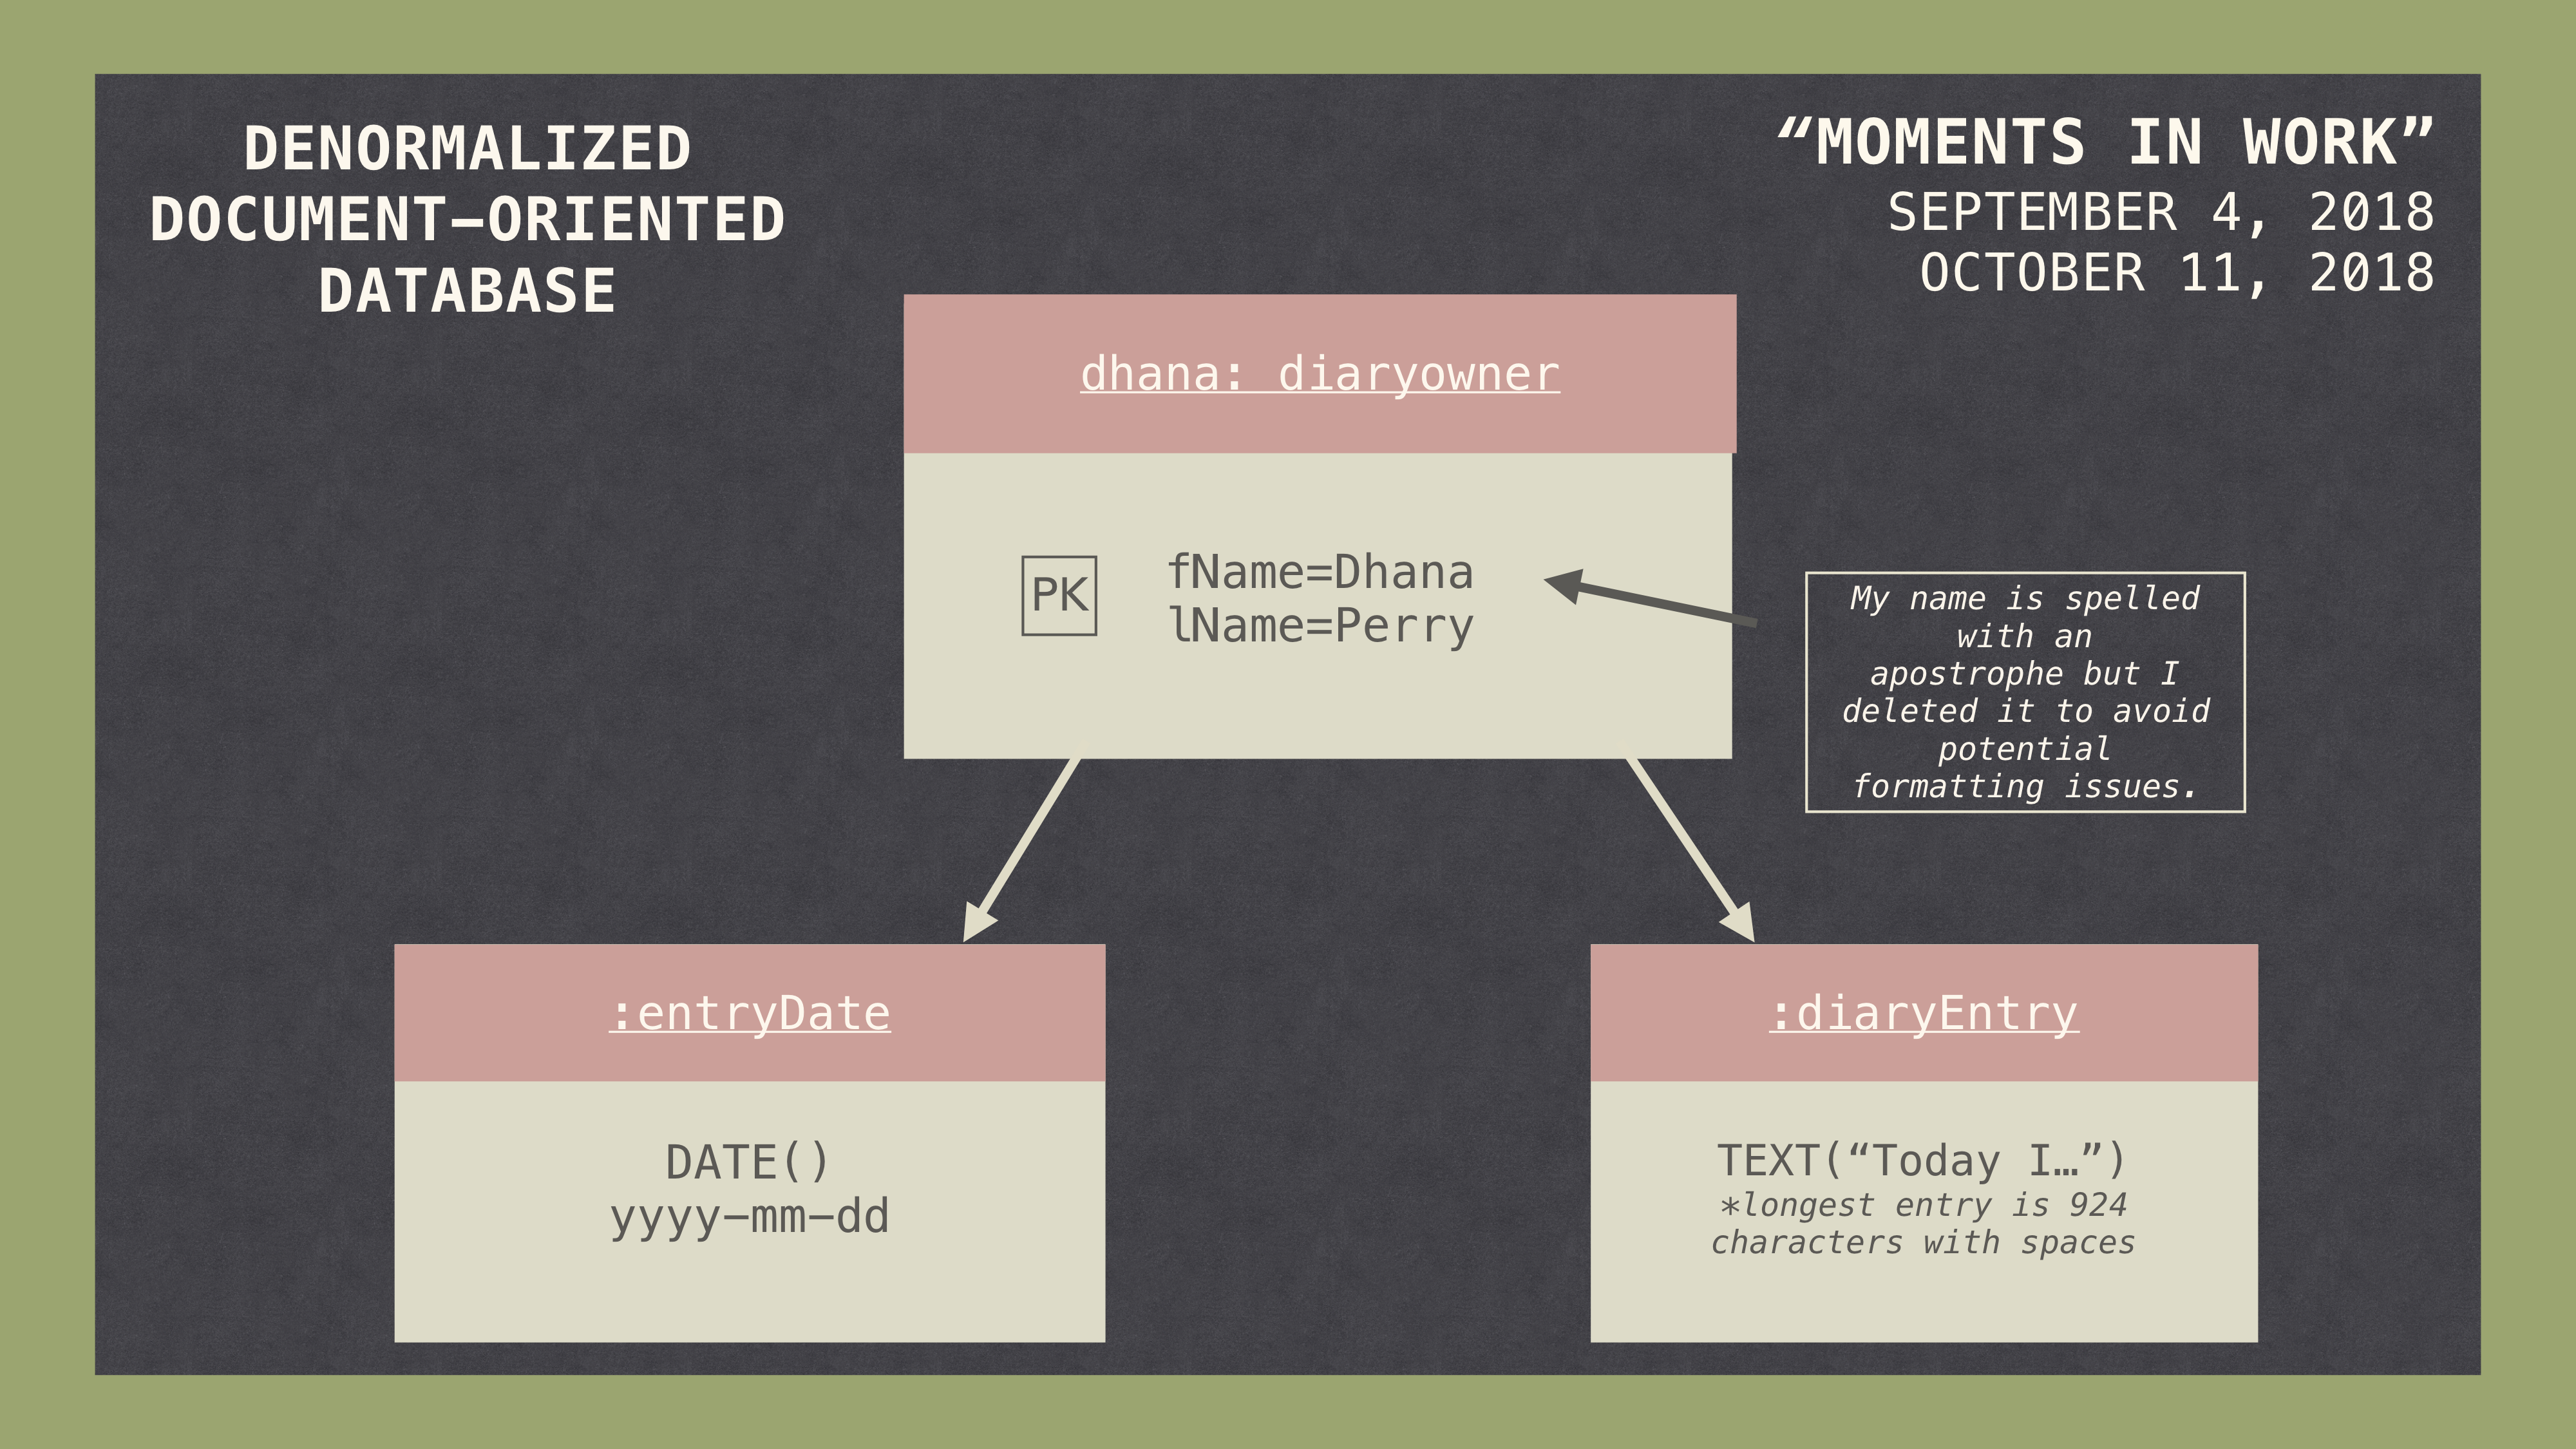 DENORMALIZED
DOCUMENT–ORIENTED
DATABASE
“MOMENTS IN WORK”
SEPTEMBER 4, 2018
OCTOBER 11, 2018
dhana: diaryowner
PK
fName=Dhana
lName=Perry
My name is spelled
with an
apostrophe but I
deleted it to avoid
potential
formatting issues.
:entryDate
DATE()
yyyy–mm–dd
:diaryEntry
TEXT(“Today I…”)
*longest entry is 924
characters with spaces